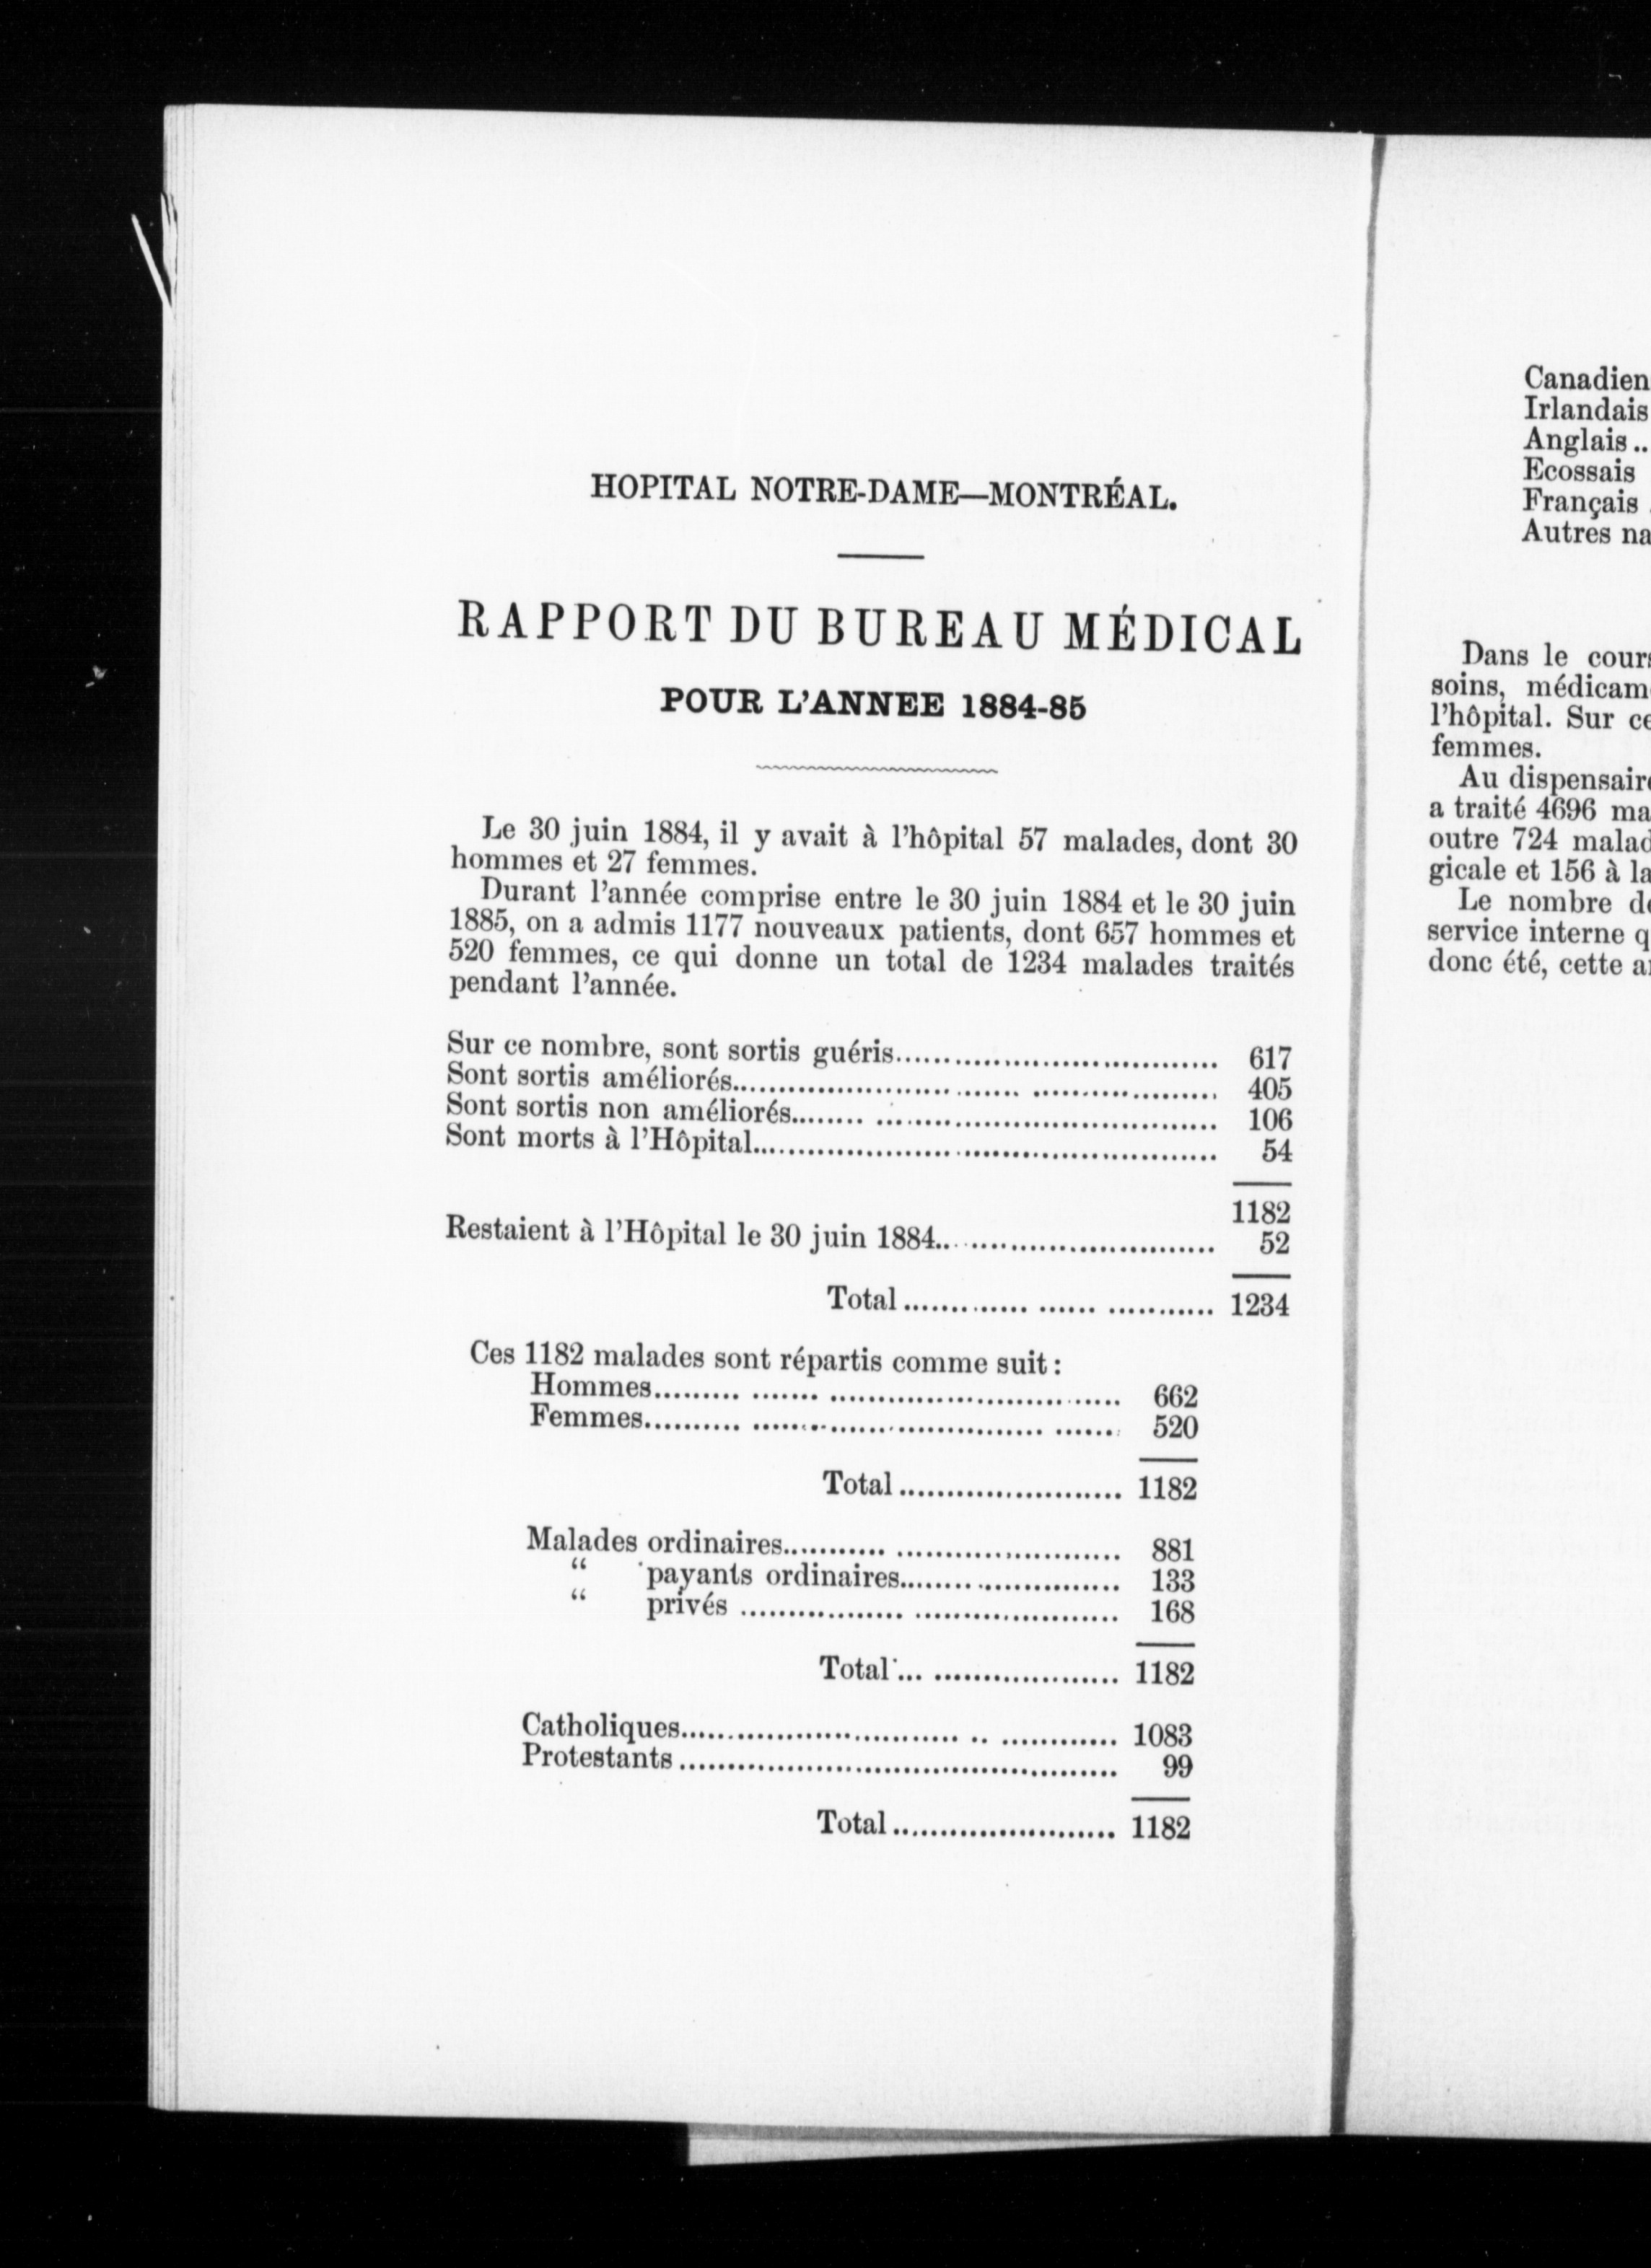 HOPITAL NOTRE-DAME—MONTRÉAL.
RAPPORT DU BUREAU MÉDICAL
POUR L'ANNEE 1884-85
Le 30 juin 1884, il y avait à l'hôpital 57 malades, dont 30
hommes et 27 femmes.
Durant l'année comprise entre le 30 juin 1884 et le 30 juin
1885, on a admis 1177 nouveaux patients, dont 657 hommes et
520 femmes, ce qui donne un total de 1234 malades traités
pendant l'année.
Sur ce nombre, sont sortis guéris.................................. 617
Sont sortis améliorés.................................................. 405
Sont sortis non améliorés............................................ 106
Sont morts à l'Hôpital................................................ 54
1182
Restaient à l'Hôpital le 30 juin 1884............................. 52
Total ............. ...... ........... 1234
Ces 1182 malades sont répartis comme suit :
Hommes......... ....... ............................... 662
Femmes.......... ............................... ....... 520
Total ....................... 1182
Malades ordinaires........... ....................... 881
“ payants ordinaires....................... 133
“ privés ................. ..................... 168
Total ... ................... 1182
Catholiques............................. .. ............ 1083
Protestants ............................................. 99
Total....................... 1182
Canadien
Irlandais
Anglais ..
Ecossais
Français .
Autres na
Dans le cours
soins, médicam
l'hôpital. Sur ce
femmes.
Au dispensaire
a traité 4696 ma
outre 724 malad
gicale et 156 à la
Le nombre de
service interne q
donc été, cette an